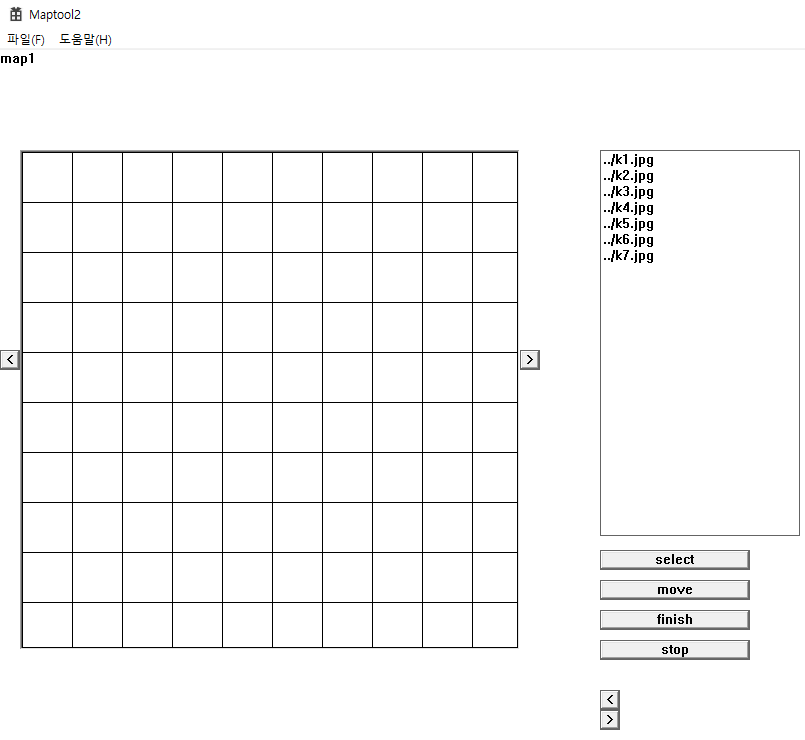 Maptool2
파일(F) 도움말(H)
map1
../k1.jpg
../k2.jpg
../k3.jpg
../k4.jpg
../k5.jpg
../k6.jpg
../k7.jpg
< >
select
move
finish
stop
<
>